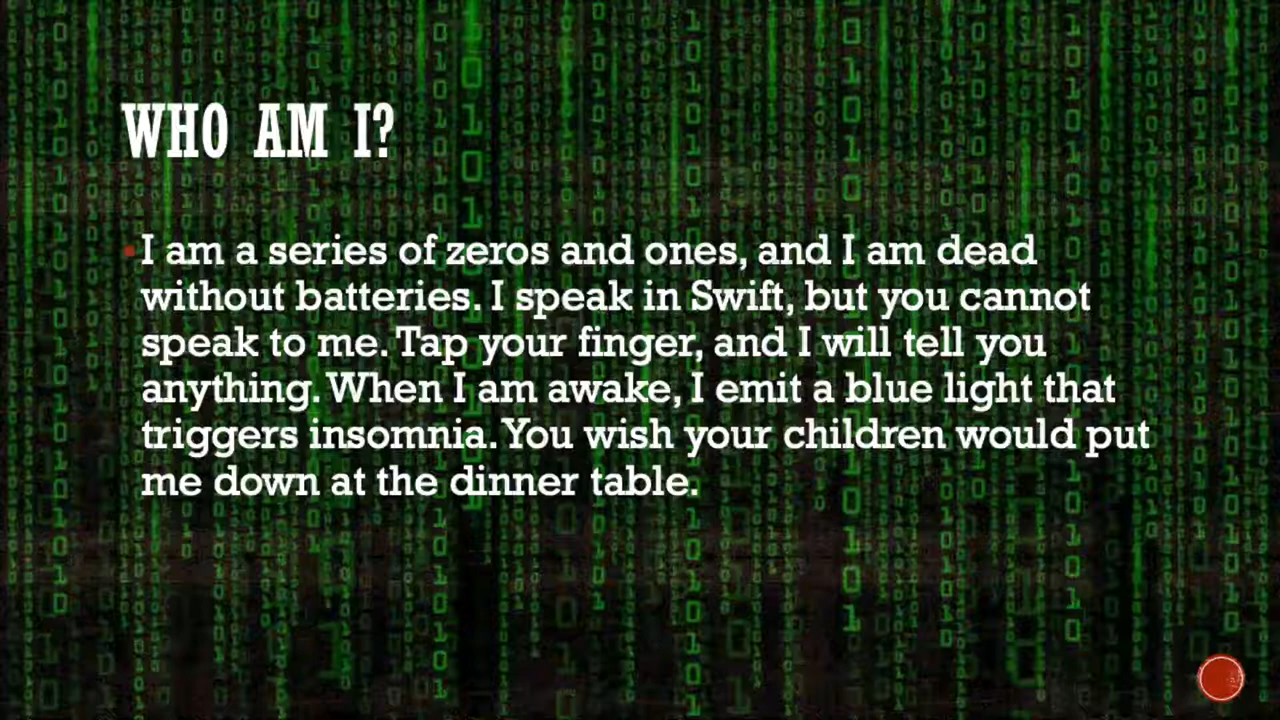 WHO AM I?
I am a series of zeros and ones, and I am dead
without batteries. I speak in Swift, but you cannot
speak to me. Tap your finger, and I will tell you
anything. When I am awake, I emit a blue light that
triggers insomnia. You wish your children would put
me down at the dinner table.